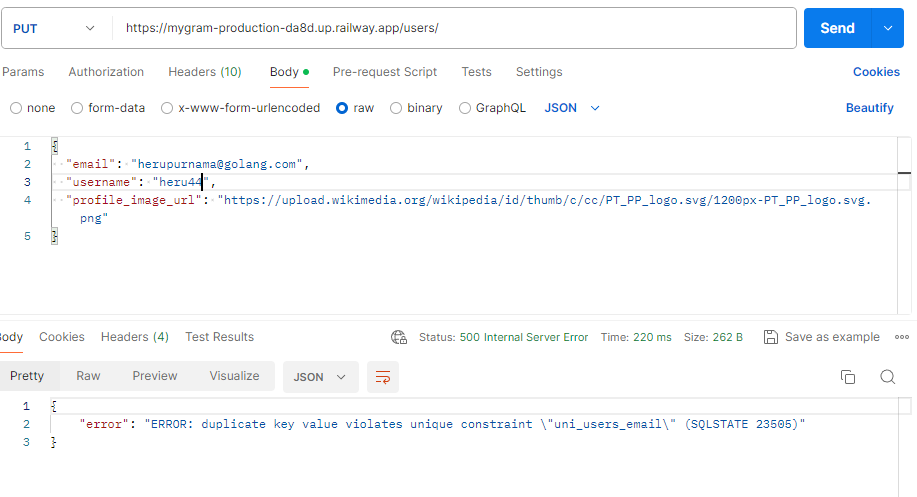 PUT https://mygram-production-da8d.up.railway.app/users/ Send
Params Authorization Headers (10) Body Pre-request Script Tests Settings Cookies
none form-data x-www-form-urlencoded raw binary GraphQL JSON Beautify
1 {
2 "email": "herupurnama@golang.com",
3 "username": "heru44",
4 "profile_image_url": "https://upload.wikimedia.org/wikipedia/id/thumb/c/cc/PT_PP_logo.svg/1200px-PT_PP_logo.svg.
png"
5 }
Body Cookies Headers (4) Test Results Status: 500 Internal Server Error Time: 220 ms Size: 262 B Save as example
Pretty Raw Preview Visualize JSON
1 {
2 "error": "ERROR: duplicate key value violates unique constraint \"uni_users_email\" (SQLSTATE 23505)"
3 }